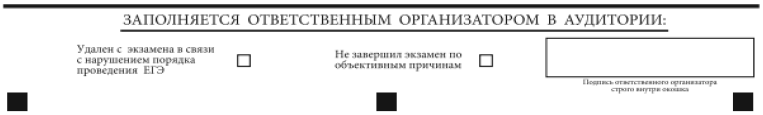 ЗАПОЛНЯЕТСЯ ОТВЕТСТВЕННЫМ ОРГАНИЗАТОРОМ В АУДИТОРИИ:
Удален с экзамена в связи
с нарушением порядка
проведения ЕГЭ
Не завершил экзамен по
объективным причинам
Подпись ответственного организатора
строго внутри окошка